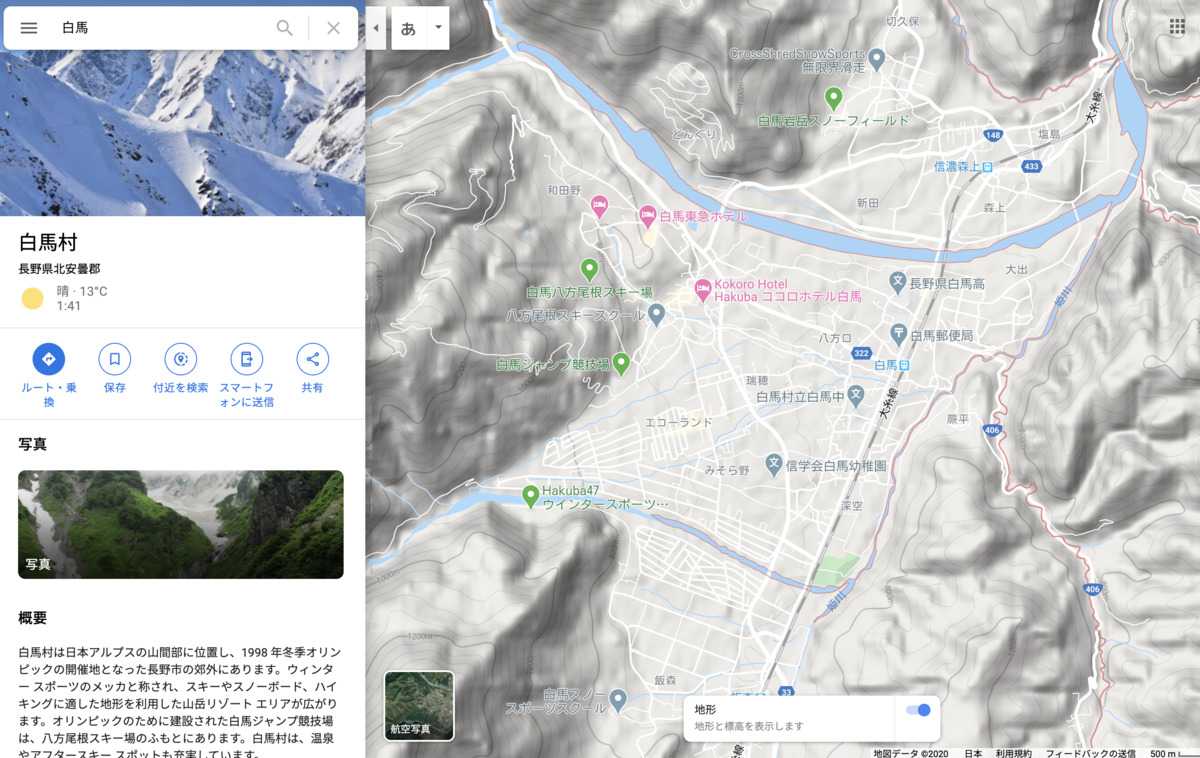 白馬
あ
白馬村
長野県北安曇郡
晴 · 13°C
1:41
ルート・乗
換
保存
付近を検索
スマートフ
ォンに送信
共有
写真
写真
概要
白馬村は日本アルプスの山間部に位置し、1998 年冬季オリン
ピックの開催地となった長野市の郊外にあります。ウィンタ
ー スポーツのメッカと称され、スキーやスノーボード、ハイ
キングに適した地形を利用した山岳リゾート エリアが広がり
ます。オリンピックのために建設された白馬ジャンプ競技場
は、八方尾根スキー場のふもとにあります。白馬村は、温泉
やアフタースキー スポットも充実しています。
切久保
CrossShredSnowSports
無限界滑走
白馬岩岳スノーフィールド
1000m
どんぐり
大糸線
148
塩島
信濃森上
433
和田野
白馬東急ホテル
新田
森上
800m
大出
白馬八方尾根スキー場
Kokoro Hotel
Hakuba ココロホテル白馬
長野県白馬高
姫川
八方尾根スキースクール
八方口
白馬郵便局
322
白馬
白馬ジャンプ競技場
瑞穂
白馬村立白馬中
大糸線
エコーランド
蕨平
406
みそら野
信学会白馬幼稚園
Hakuba47
ウインタースポーツ…
深空
1000m
姫川
406
1200m
飯森
白馬スノー
スポーツスクール
33
航空写真
地形
地形と標高を表示します
地図データ ©2020
日本
利用規約
フィードバックの送信
500 m